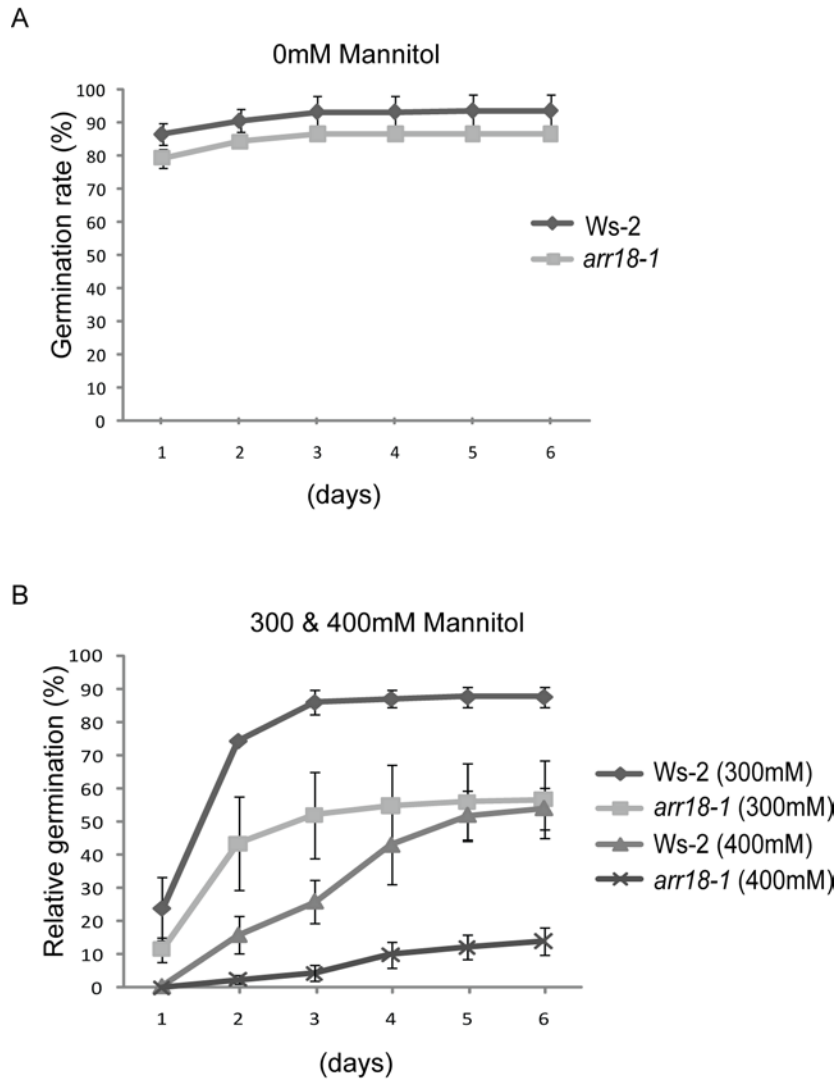 A
0mM Mannitol
Germination rate (%)
100
90
80
70
60
50
40
30
20
10
0
1 2 3 4 5 6
(days)
Ws-2
arr18-1
B
300 & 400mM Mannitol
Relative germination (%)
100
90
80
70
60
50
40
30
20
10
0
1 2 3 4 5 6
(days)
Ws-2 (300mM)
arr18-1 (300mM)
Ws-2 (400mM)
arr18-1 (400mM)